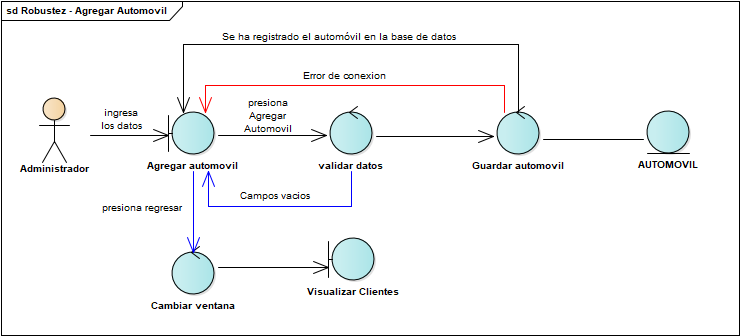 sd Robustez - Agregar Automovil
Se ha registrado el automóvil en la base de datos
Error de conexion
ingresa
los datos
presiona
Agregar
Automovil
Administrador
Agregar automovil
validar datos
Guardar automovil
AUTOMOVIL
Campos vacios
presiona regresar
Cambiar ventana
Visualizar Clientes